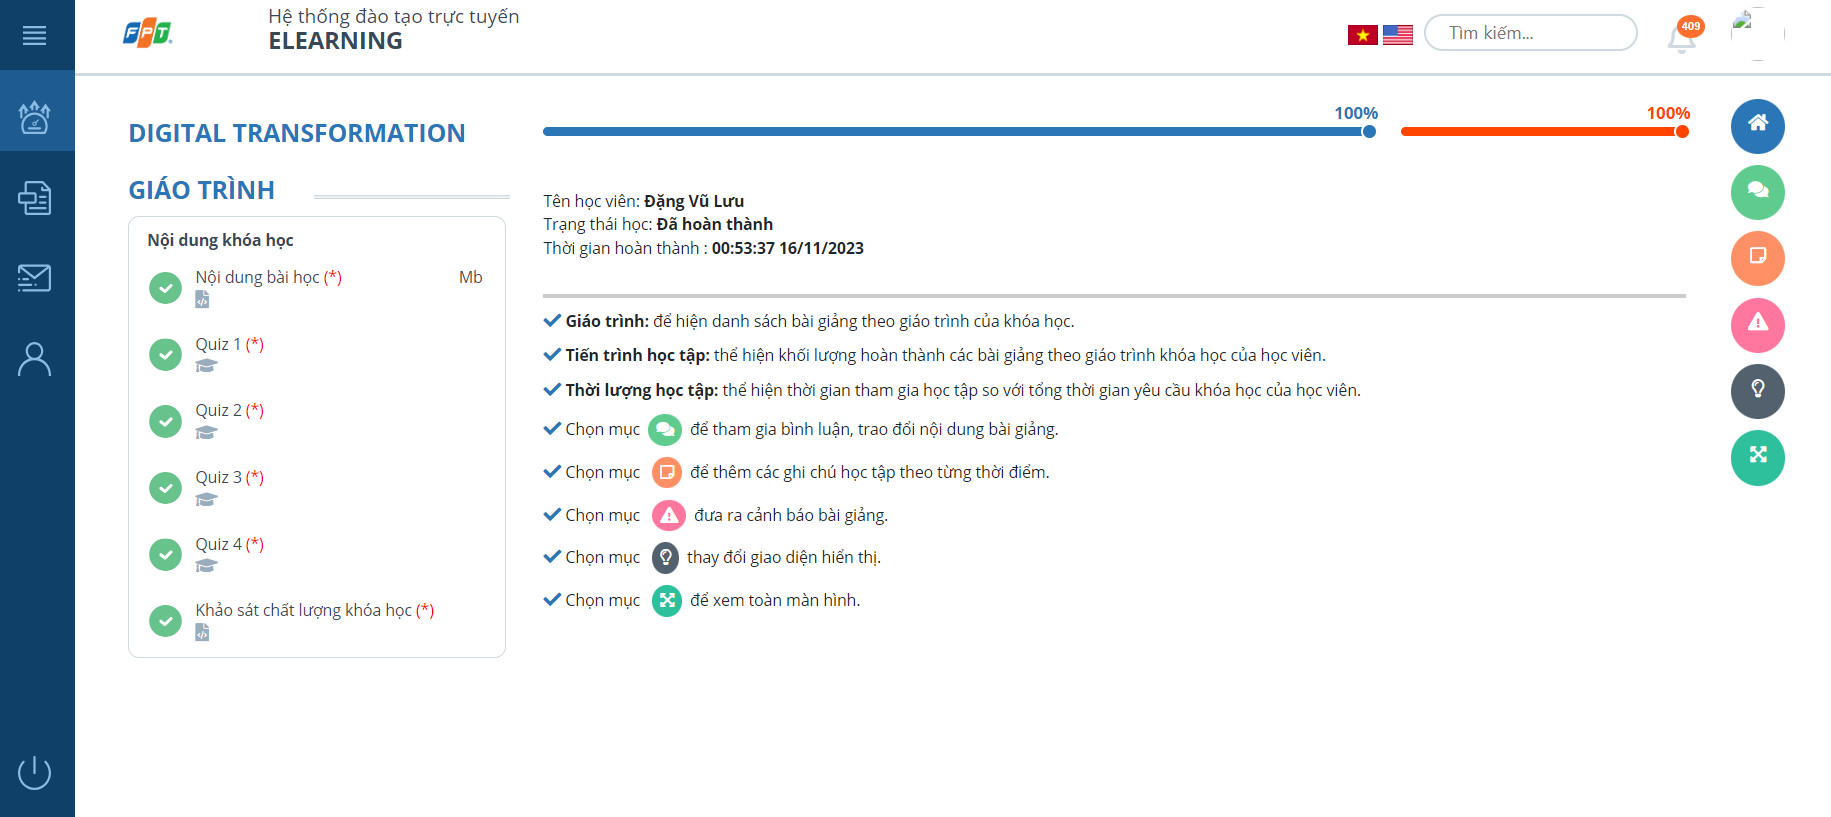 FPT
Hệ thống đào tạo trực tuyến
ELEARNING
Tìm kiếm...
409
DIGITAL TRANSFORMATION
100%
100%
GIÁO TRÌNH
Nội dung khóa học
Nội dung bài học (*)
Mb
Quiz 1 (*)
Quiz 2 (*)
Quiz 3 (*)
Quiz 4 (*)
Khảo sát chất lượng khóa học (*)
Tên học viên: Đặng Vũ Lưu
Trạng thái học: Đã hoàn thành
Thời gian hoàn thành : 00:53:37 16/11/2023
Giáo trình: để hiện danh sách bài giảng theo giáo trình của khóa học.
Tiến trình học tập: thể hiện khối lượng hoàn thành các bài giảng theo giáo trình khóa học của học viên.
Thời lượng học tập: thể hiện thời gian tham gia học tập so với tổng thời gian yêu cầu khóa học của học viên.
Chọn mục để tham gia bình luận, trao đổi nội dung bài giảng.
Chọn mục để thêm các ghi chú học tập theo từng thời điểm.
Chọn mục đưa ra cảnh báo bài giảng.
Chọn mục thay đổi giao diện hiển thị.
Chọn mục để xem toàn màn hình.